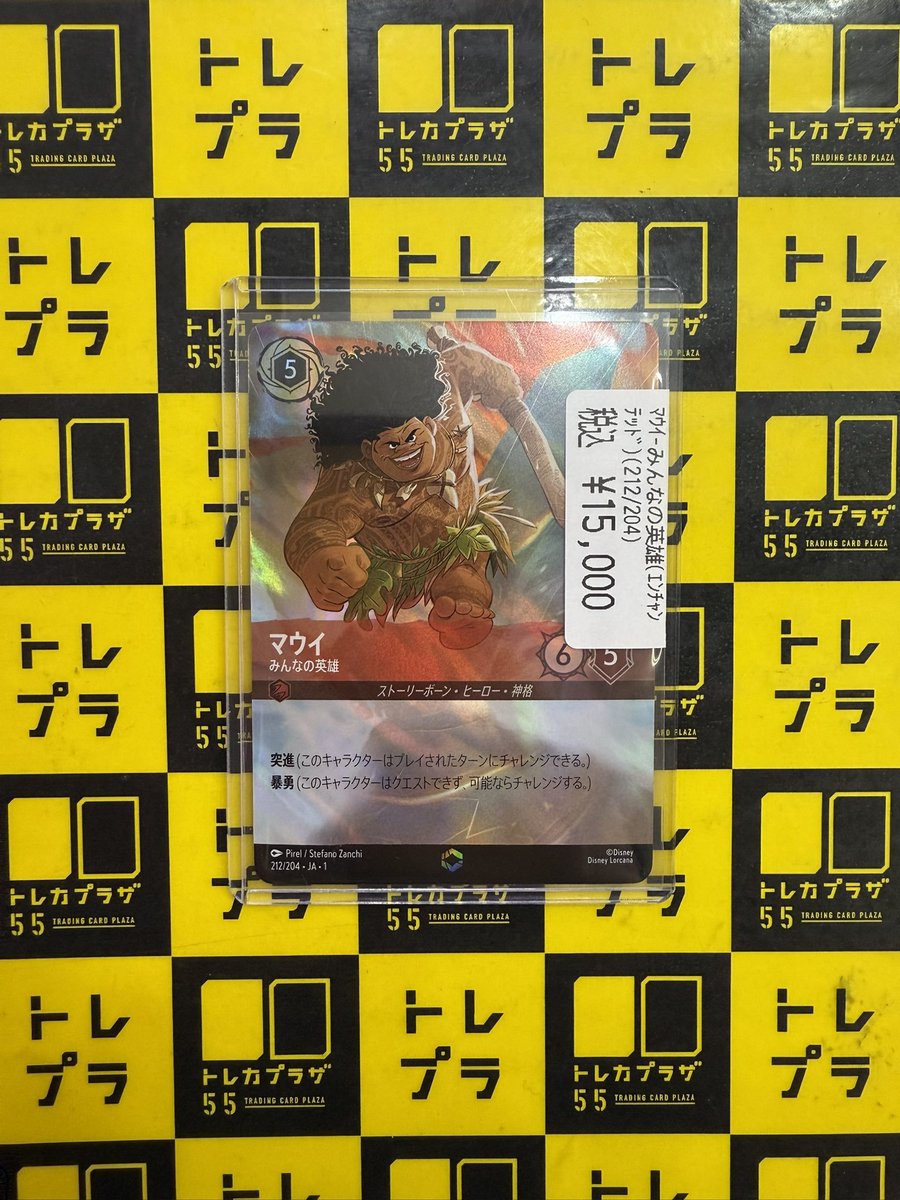 トレカプラザ
55 TRADING CARD PLAZA
トレ
プラ
5
マウイ
みんなの英雄
6
5
ストーリーボーン・ヒーロー・神格
突進(このキャラクターはプレイされたターンにチャレンジできる。)
暴勇(このキャラクターはクエストできず、可能ならチャレンジする。)
Pirel / Stefano Zanchi
212/204・JA・1
©Disney
Disney Lorcana
マウイ-みんなの英雄(エンチャン
テッド)(212/204)
税込 ¥15,000